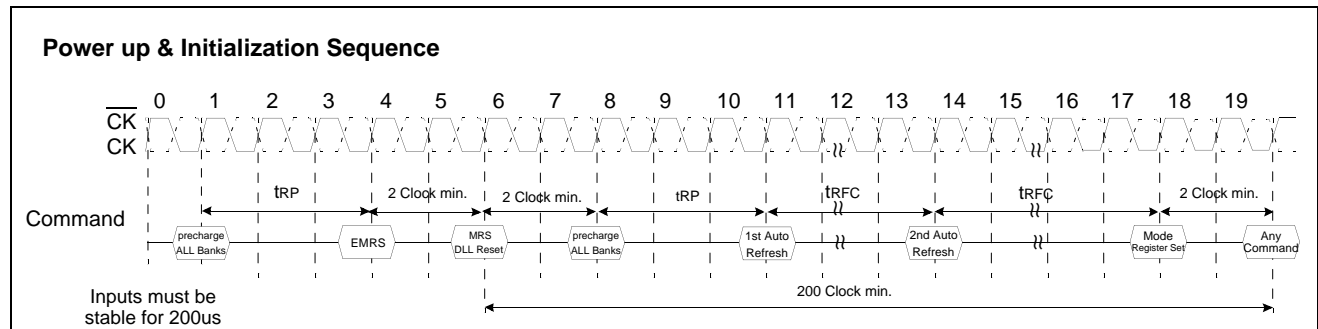 Power up & Initialization Sequence
0 1 2 3 4 5 6 7 8 9 10 11 12 13 14 15 16 17 18 19
CK
CK
tRP 2 Clock min. 2 Clock min. tRP tRFC tRFC 2 Clock min.
Command
precharge
ALL Banks
EMRS
MRS
DLL Reset
precharge
ALL Banks
1st Auto
Refresh
2nd Auto
Refresh
Mode
Register Set
Any
Command
200 Clock min.
Inputs must be
stable for 200us